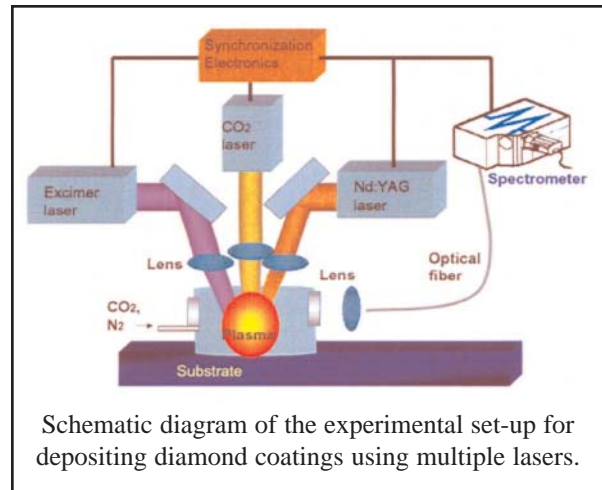 Synchronization
Electronics
CO2
laser
Excimer
laser
Nd:YAG
laser
Spectrometer
Lens
Lens
Optical
fiber
CO2,
N2
Plasma
Substrate
Schematic diagram of the experimental set-up for
depositing diamond coatings using multiple lasers.